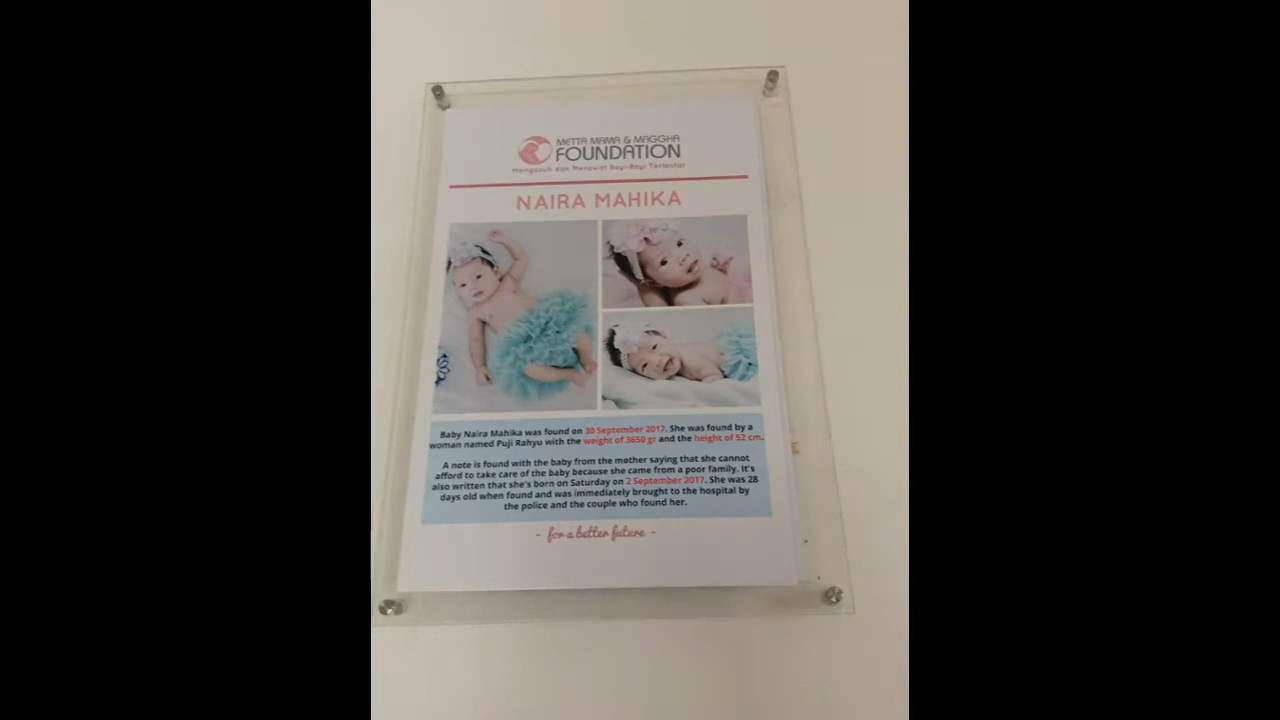 METTA MAMA & MAGGHA
FOUNDATION
Mengasuh dan Merawat Bayi-Bayi Terlantar
NAIRA MAHIKA
Baby Naira Mahika was found on 30 September 2017. She was found by a
woman named Puji Rahyu with the weight of 3650 gr and the height of 52 cm.
A note is found with the baby from the mother saying that she cannot
afford to take care of the baby because she came from a poor family. It's
also written that she's born on Saturday on 2 September 2017. She was 28
days old when found and was immediately brought to the hospital by
the police and the couple who found her.
- for a better future -